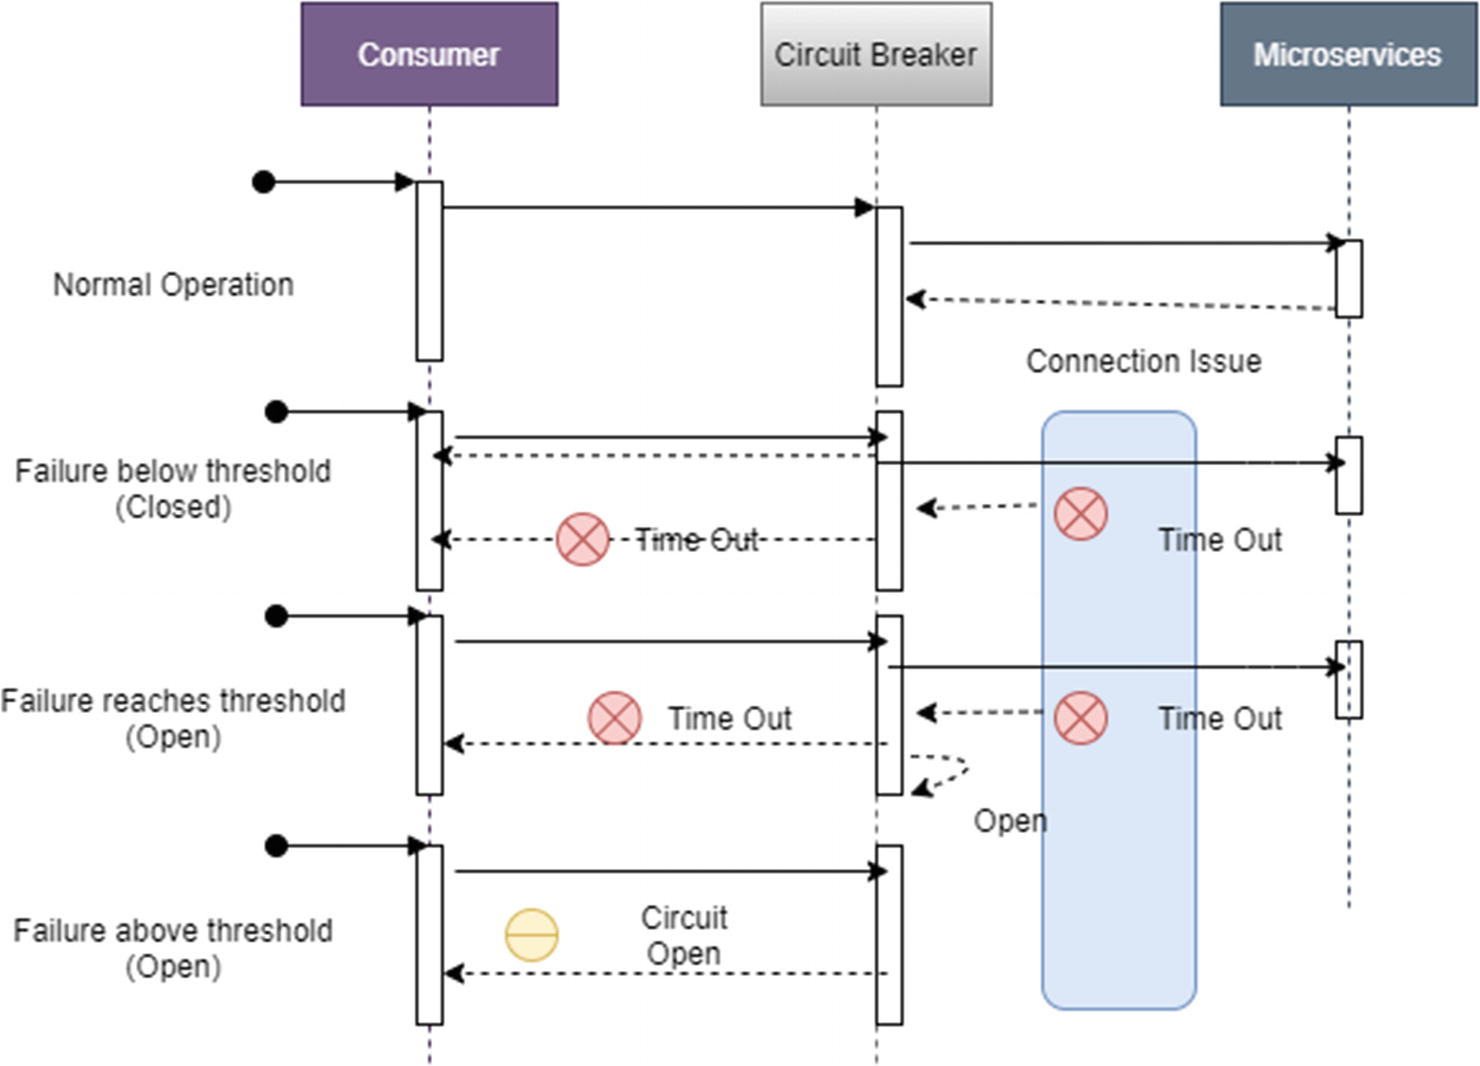 Consumer
Circuit Breaker
Microservices
Normal Operation
Connection Issue
Failure below threshold
(Closed)
Time Out
Time Out
Failure reaches threshold
(Open)
Time Out
Time Out
Open
Failure above threshold
(Open)
Circuit
Open